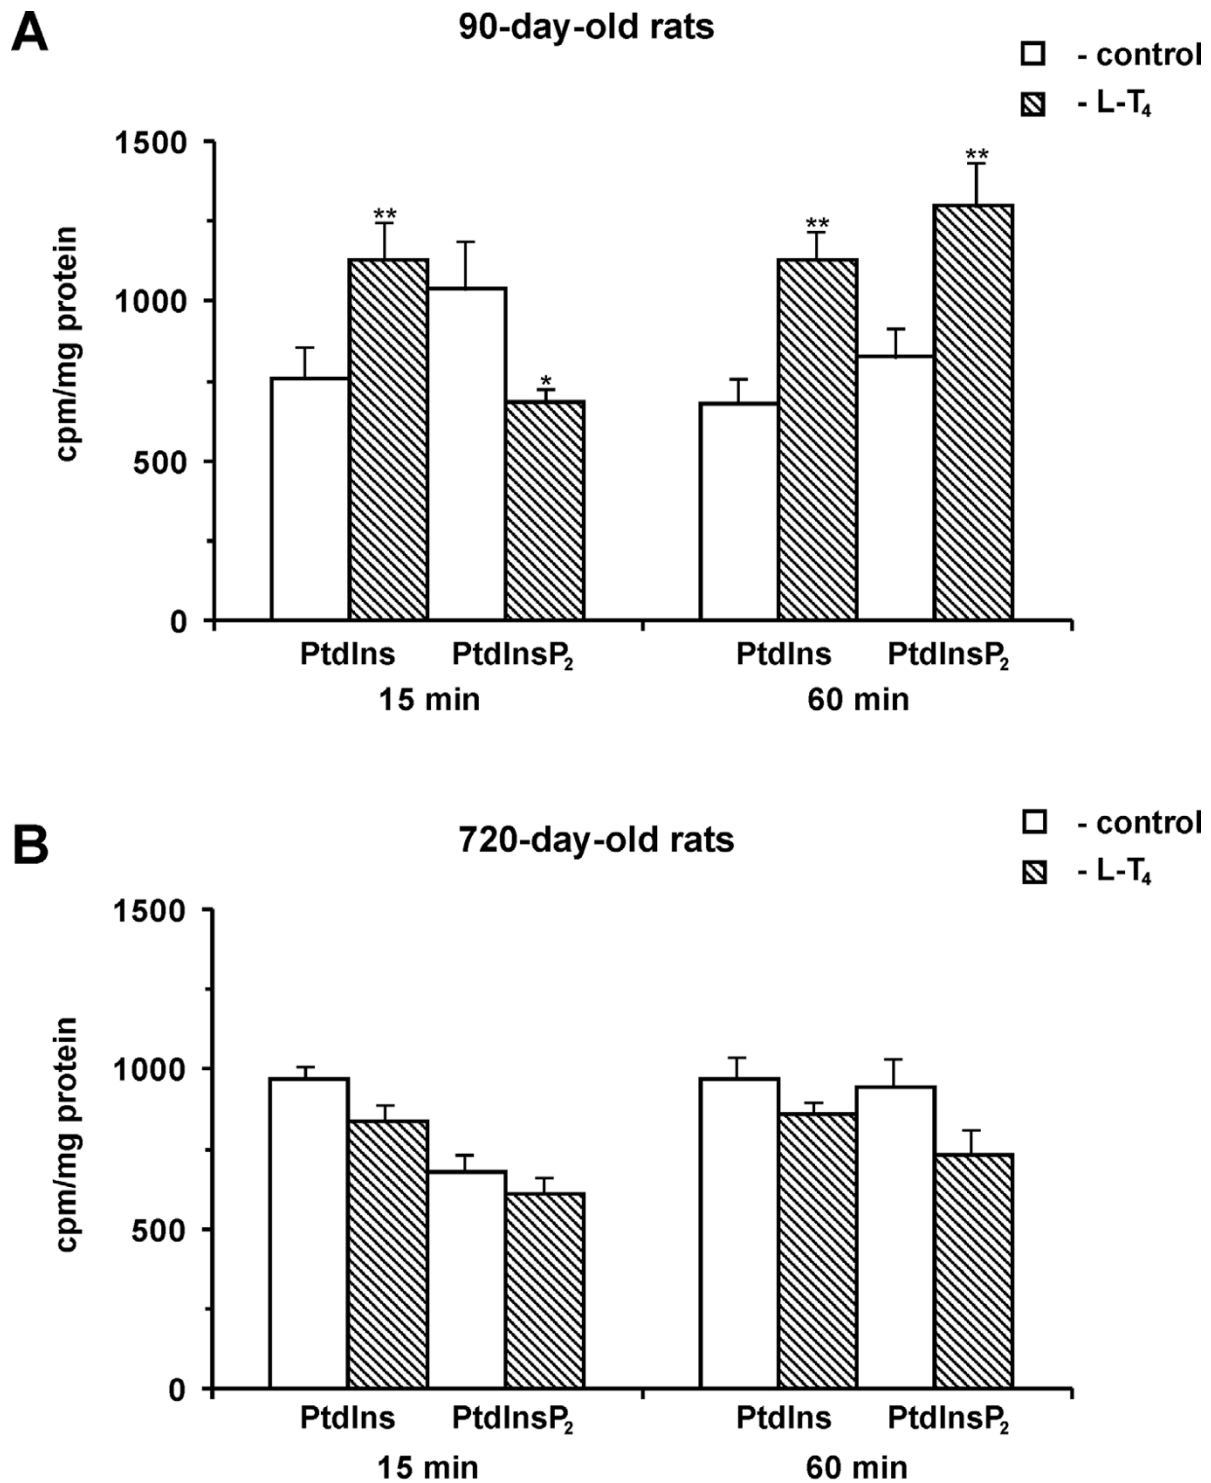 A
90-day-old rats
- control
- L-T₄
1500
1000
500
0
cpm/mg protein
**
*
**
**
PtdIns PtdInsP₂ PtdIns PtdInsP₂
15 min 60 min
B
720-day-old rats
- control
- L-T₄
1500
1000
500
0
cpm/mg protein
PtdIns PtdInsP₂ PtdIns PtdInsP₂
15 min 60 min